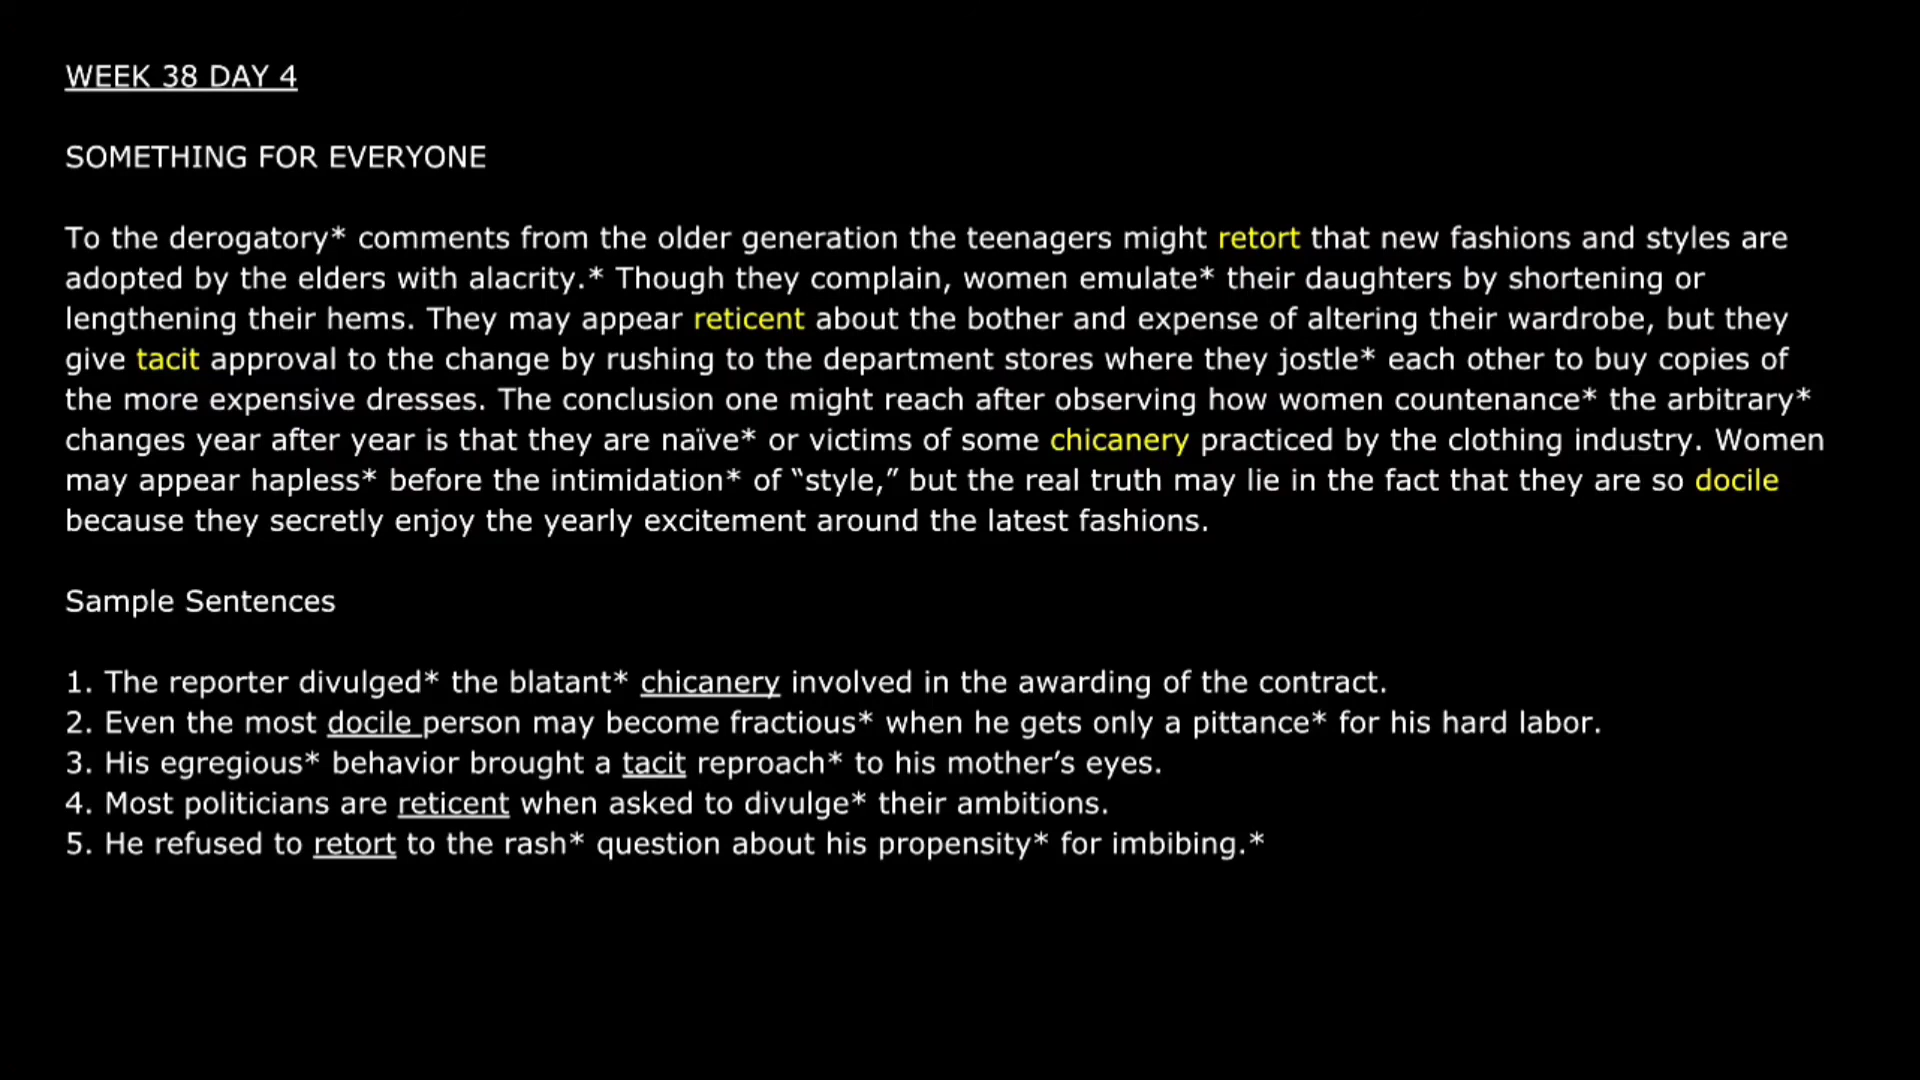 WEEK 38 DAY 4
SOMETHING FOR EVERYONE
To the derogatory* comments from the older generation the teenagers might retort that new fashions and styles are
adopted by the elders with alacrity.* Though they complain, women emulate* their daughters by shortening or
lengthening their hems. They may appear reticent about the bother and expense of altering their wardrobe, but they
give tacit approval to the change by rushing to the department stores where they jostle* each other to buy copies of
the more expensive dresses. The conclusion one might reach after observing how women countenance* the arbitrary*
changes year after year is that they are naïve* or victims of some chicanery practiced by the clothing industry. Women
may appear hapless* before the intimidation* of “style,” but the real truth may lie in the fact that they are so docile
because they secretly enjoy the yearly excitement around the latest fashions.
Sample Sentences
1. The reporter divulged* the blatant* chicanery involved in the awarding of the contract.
2. Even the most docile person may become fractious* when he gets only a pittance* for his hard labor.
3. His egregious* behavior brought a tacit reproach* to his mother’s eyes.
4. Most politicians are reticent when asked to divulge* their ambitions.
5. He refused to retort to the rash* question about his propensity* for imbibing.*